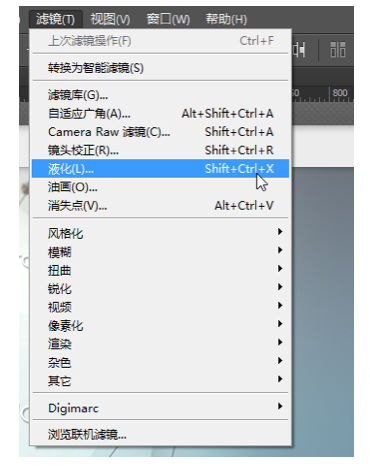 滤镜(T) 视图(V) 窗口(W) 帮助(H)
上次滤镜操作(F) Ctrl+F
转换为智能滤镜(S)
滤镜库(G)...
自适应广角(A)... Alt+Shift+Ctrl+A
Camera Raw 滤镜(C)... Shift+Ctrl+A
镜头校正(R)... Shift+Ctrl+R
液化(L)... Shift+Ctrl+X
油画(O)...
消失点(V)... Alt+Ctrl+V
风格化
模糊
扭曲
锐化
视频
像素化
渲染
杂色
其它
Digimarc
浏览联机滤镜...
800